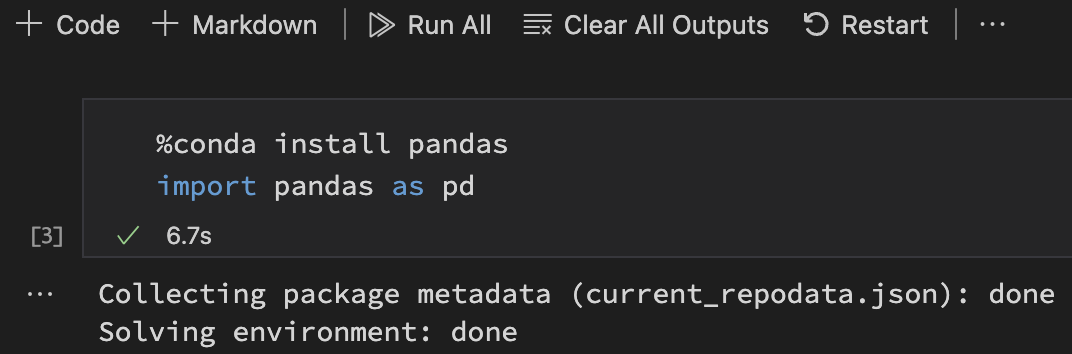 Code Markdown Run All Clear All Outputs Restart ...
%conda install pandas
import pandas as pd
[3] 6.7s
... Collecting package metadata (current_repodata.json): done
Solving environment: done